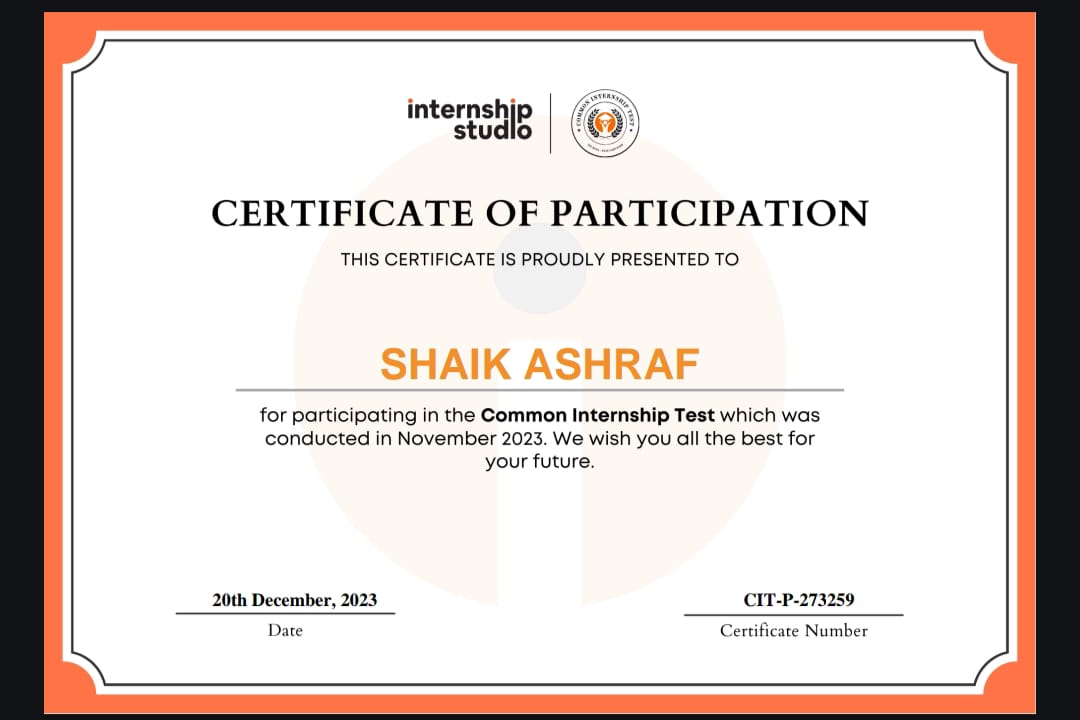 internship
studio
COMMON INTERNSHIP TEST
CERTIFICATE OF PARTICIPATION
THIS CERTIFICATE IS PROUDLY PRESENTED TO
SHAIK ASHRAF
for participating in the Common Internship Test which was
conducted in November 2023. We wish you all the best for
your future.
20th December, 2023
Date
CIT-P-273259
Certificate Number